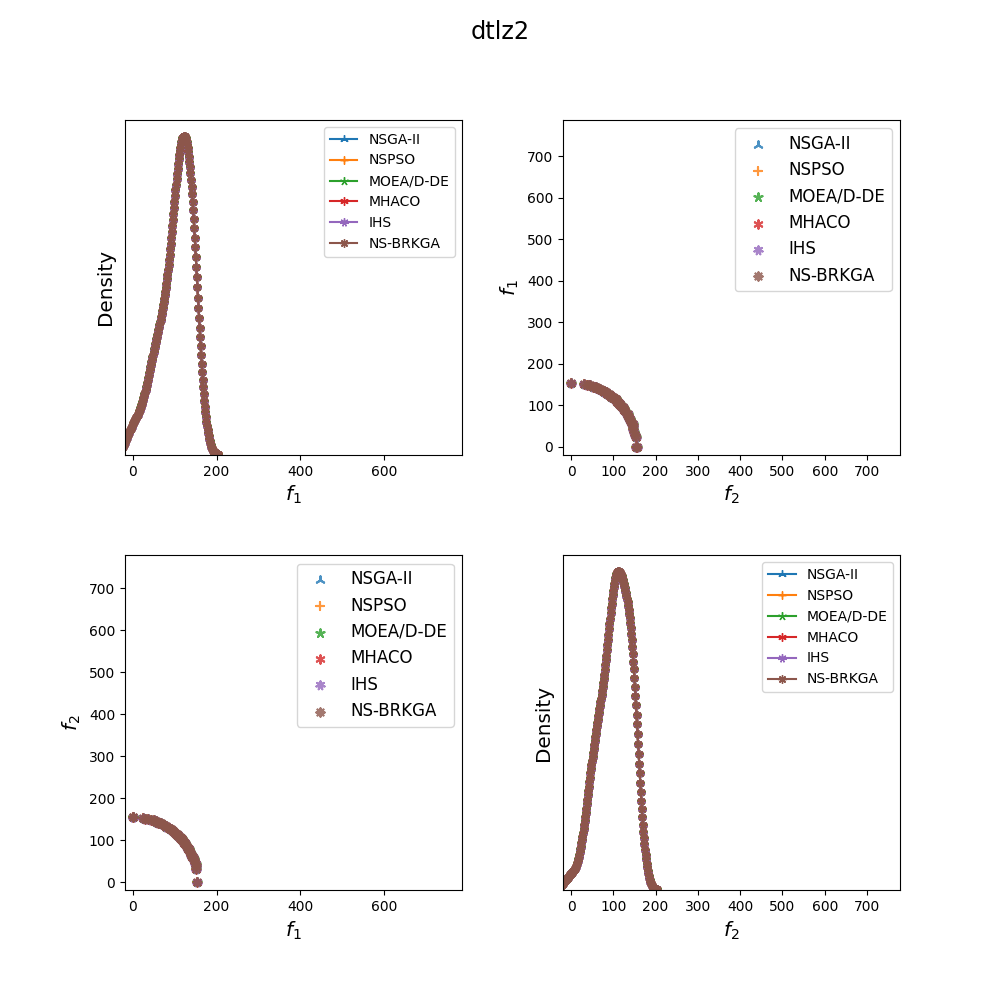 dtlz2
Density
NSGA-II
NSPSO
MOEA/D-DE
MHACO
IHS
NS-BRKGA
0
200
400
600
f1
f1
700
600
500
400
300
200
100
0
NSGA-II
NSPSO
MOEA/D-DE
MHACO
IHS
NS-BRKGA
0
100
200
300
400
500
600
700
f2
f2
700
600
500
400
300
200
100
0
NSGA-II
NSPSO
MOEA/D-DE
MHACO
IHS
NS-BRKGA
0
200
400
600
f1
Density
NSGA-II
NSPSO
MOEA/D-DE
MHACO
IHS
NS-BRKGA
0
100
200
300
400
500
600
700
f2